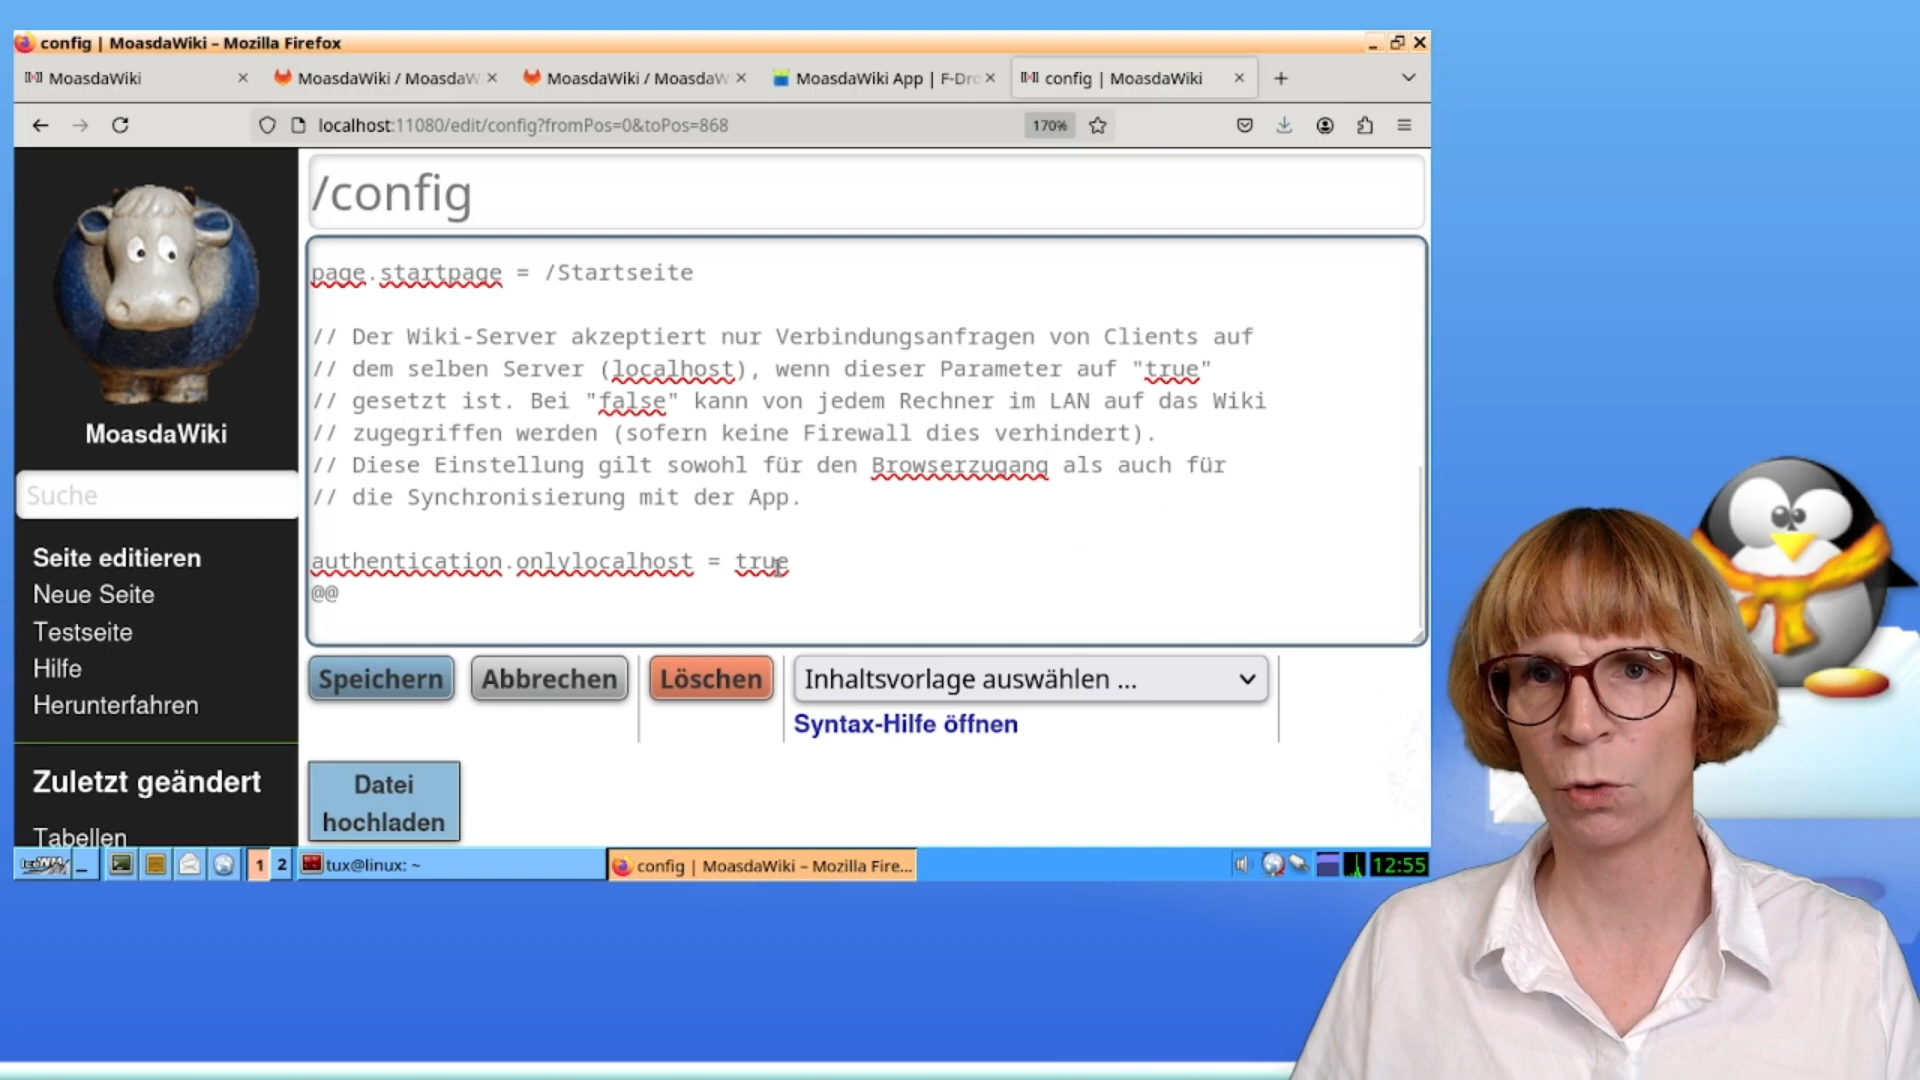 config | MoasdaWiki – Mozilla Firefox
MoasdaWiki
MoasdaWiki / MoasdaW
MoasdaWiki / MoasdaW
MoasdaWiki App | F-Dro
config | MoasdaWiki
localhost:11080/edit/config?fromPos=0&toPos=868
170%
MoasdaWiki
Suche
Seite editieren
Neue Seite
Testseite
Hilfe
Herunterfahren
Zuletzt geändert
Tabellen
/config
page.startpage = /Startseite
// Der Wiki-Server akzeptiert nur Verbindungsanfragen von Clients auf
// dem selben Server (localhost), wenn dieser Parameter auf "true"
// gesetzt ist. Bei "false" kann von jedem Rechner im LAN auf das Wiki
// zugegriffen werden (sofern keine Firewall dies verhindert).
// Diese Einstellung gilt sowohl für den Browserzugang als auch für
// die Synchronisierung mit der App.
authentication.onlylocalhost = true
@@
Speichern
Abbrechen
Löschen
Inhaltsvorlage auswählen ...
Syntax-Hilfe öffnen
Datei
hochladen
1
2
tux@linux: ~
config | MoasdaWiki – Mozilla Fire...
12:55